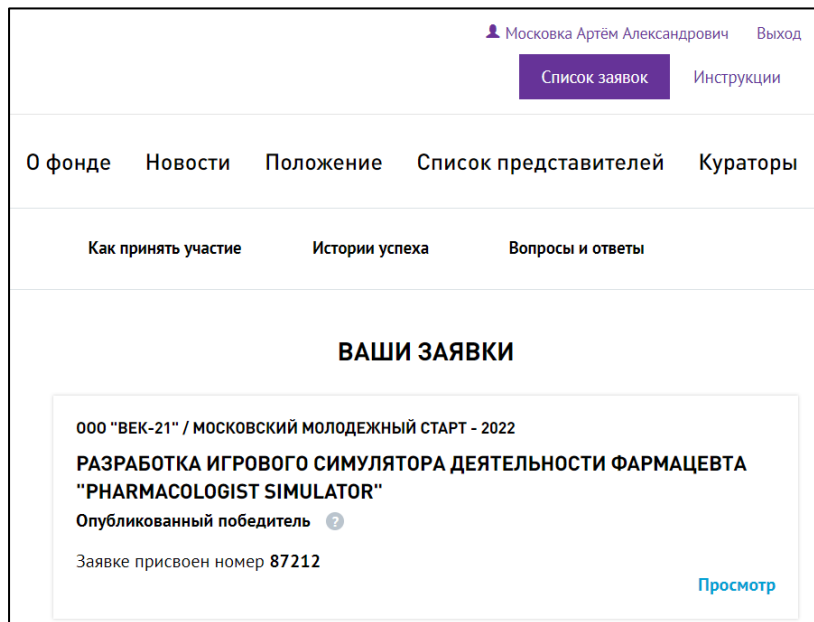 Московка Артём Александрович Выход
Список заявок Инструкции
О фонде Новости Положение Список представителей Кураторы
Как принять участие Истории успеха Вопросы и ответы
ВАШИ ЗАЯВКИ
ООО "ВЕК-21" / МОСКОВСКИЙ МОЛОДЕЖНЫЙ СТАРТ - 2022
РАЗРАБОТКА ИГРОВОГО СИМУЛЯТОРА ДЕЯТЕЛЬНОСТИ ФАРМАЦЕВТА
"PHARMACOLOGIST SIMULATOR"
Опубликованный победитель ?
Заявке присвоен номер 87212
Просмотр